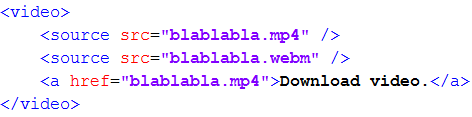 <video>
    <source src="blablabla.mp4" />
    <source src="blablabla.webm" />
    <a href="blablabla.mp4">Download video.</a>
</video>